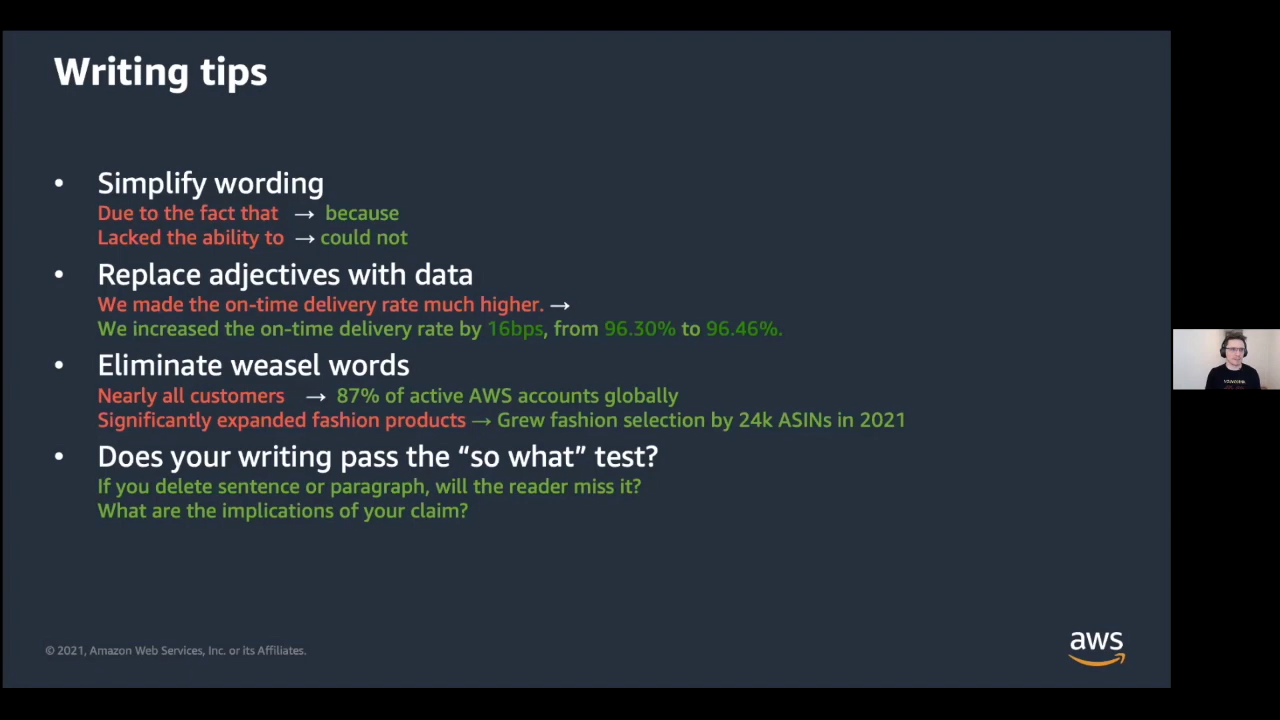 Writing tips
• Simplify wording
Due to the fact that → because
Lacked the ability to → could not
• Replace adjectives with data
We made the on-time delivery rate much higher. →
We increased the on-time delivery rate by 16bps, from 96.30% to 96.46%.
• Eliminate weasel words
Nearly all customers → 87% of active AWS accounts globally
Significantly expanded fashion products → Grew fashion selection by 24k ASINs in 2021
• Does your writing pass the “so what” test?
If you delete sentence or paragraph, will the reader miss it?
What are the implications of your claim?
© 2021, Amazon Web Services, Inc. or its Affiliates.
aws